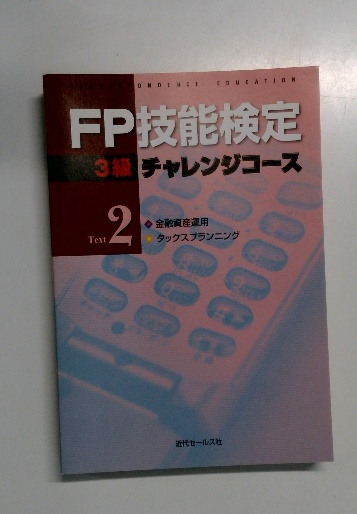 EDUCATION
FP技能検定
3級 チャレンジコース
Text 2
金融資産運用
タックスプランニング
近代セールス社